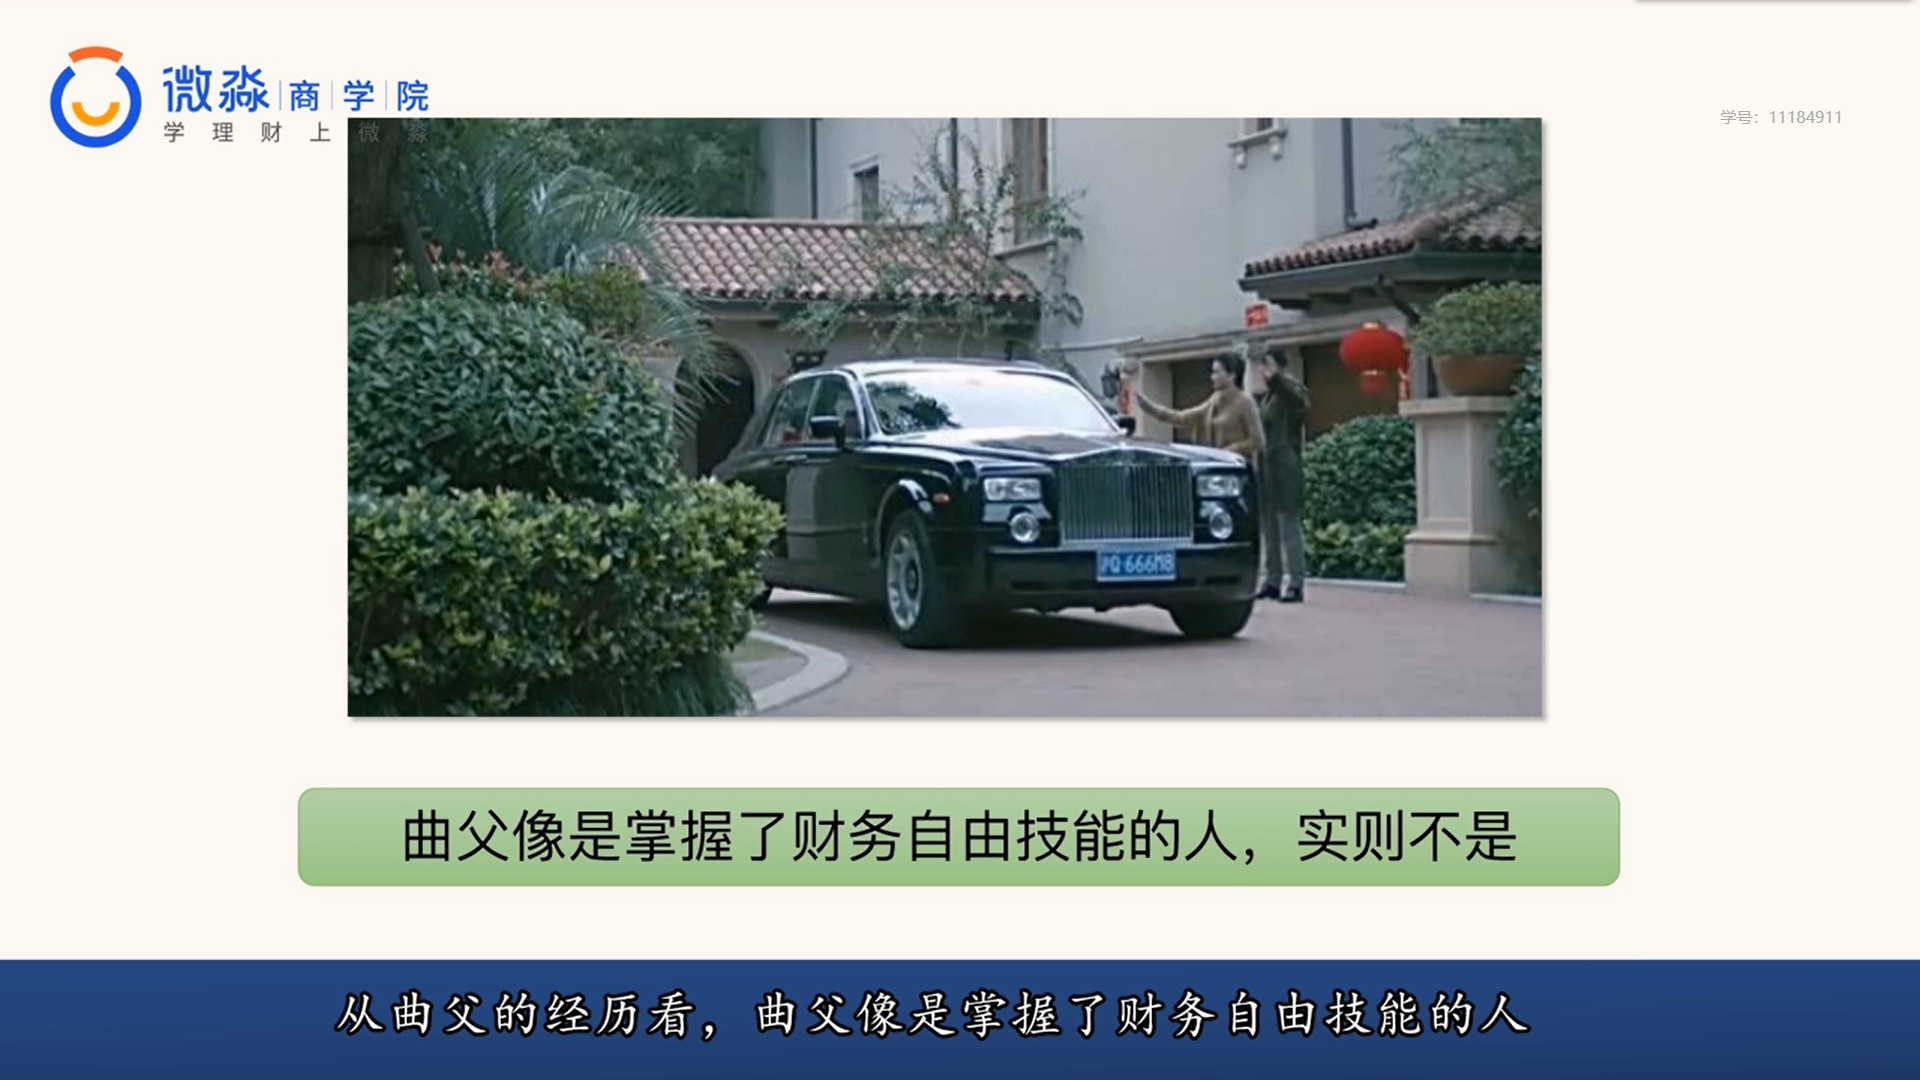 微淼商学院
学理财上微淼
学号：11184911
沪Q·666M8
曲父像是掌握了财务自由技能的人，实则不是
从曲父的经历看，曲父像是掌握了财务自由技能的人